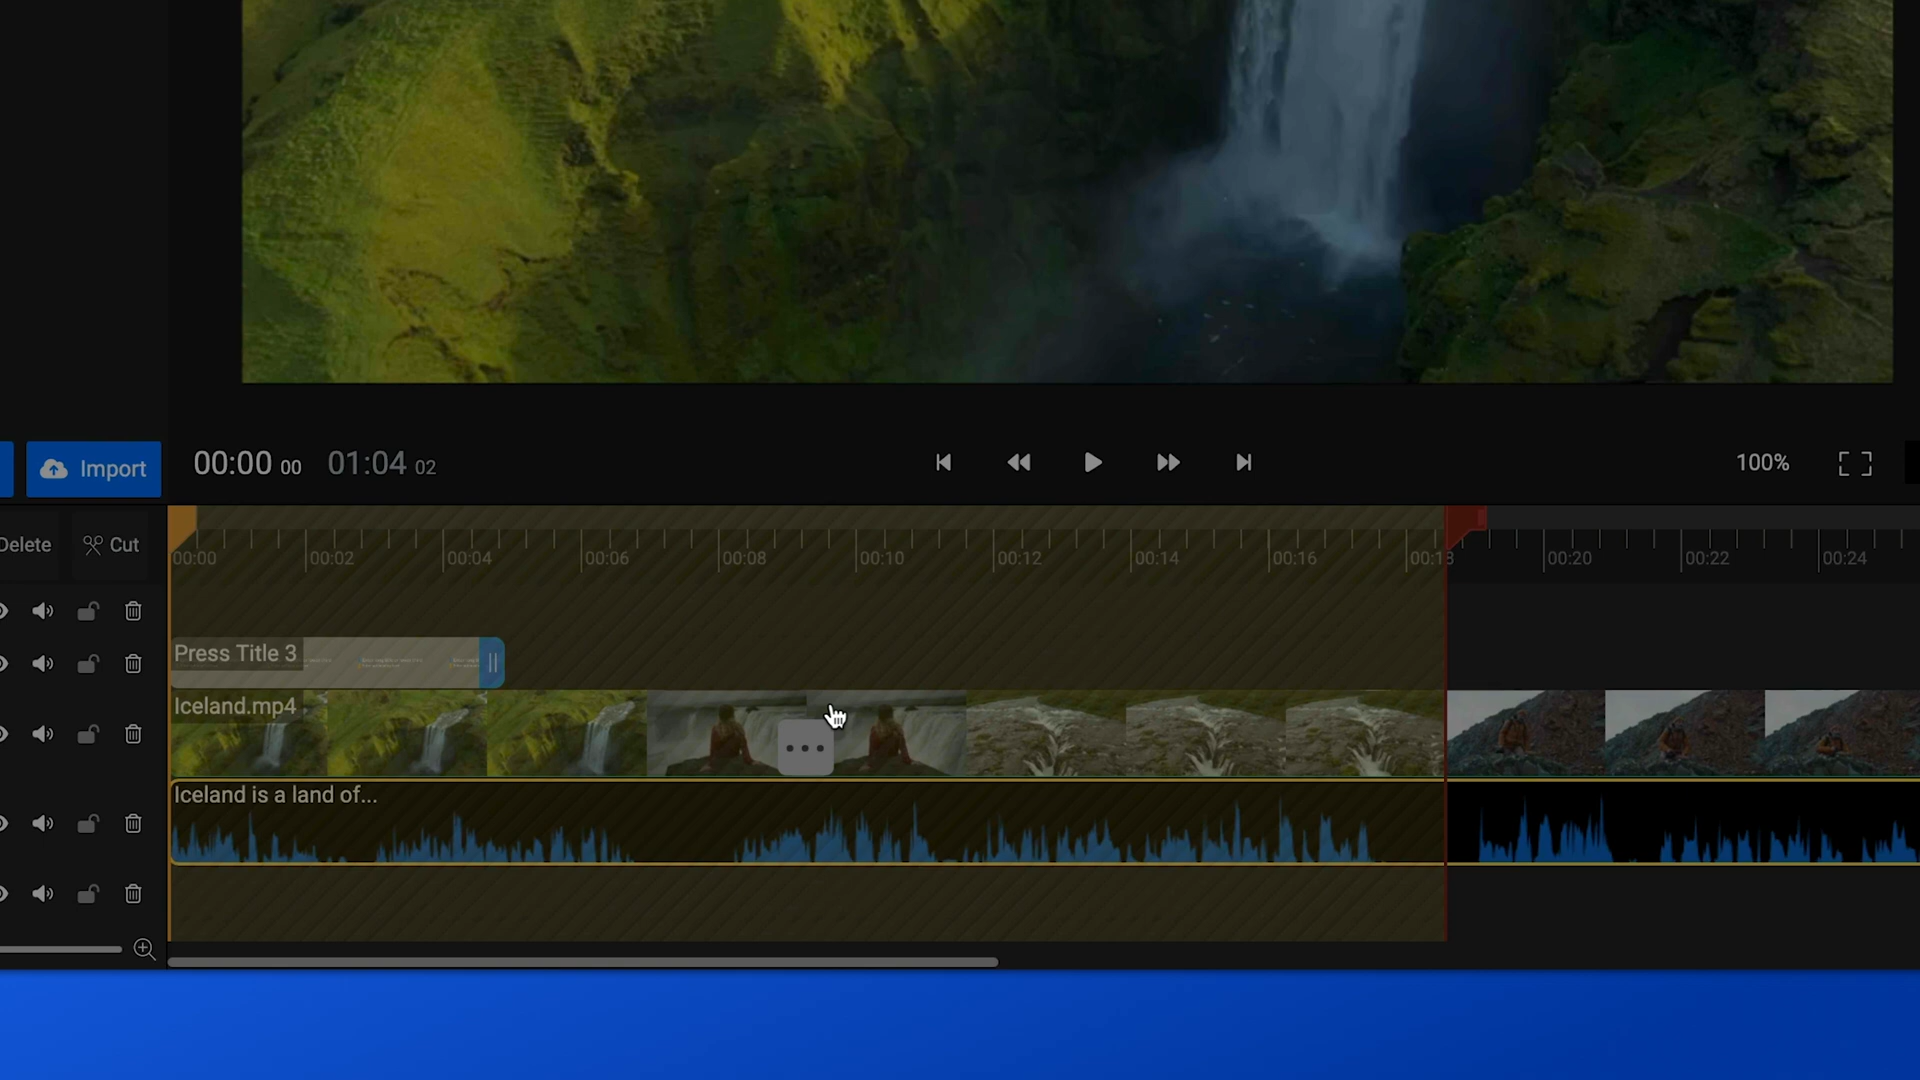 Import
00:00 00
01:04 02
100%
Delete
Cut
00:00
00:02
00:04
00:06
00:08
00:10
00:12
00:14
00:16
00:18
00:20
00:22
00:24
Press Title 3
Iceland.mp4
Iceland is a land of...